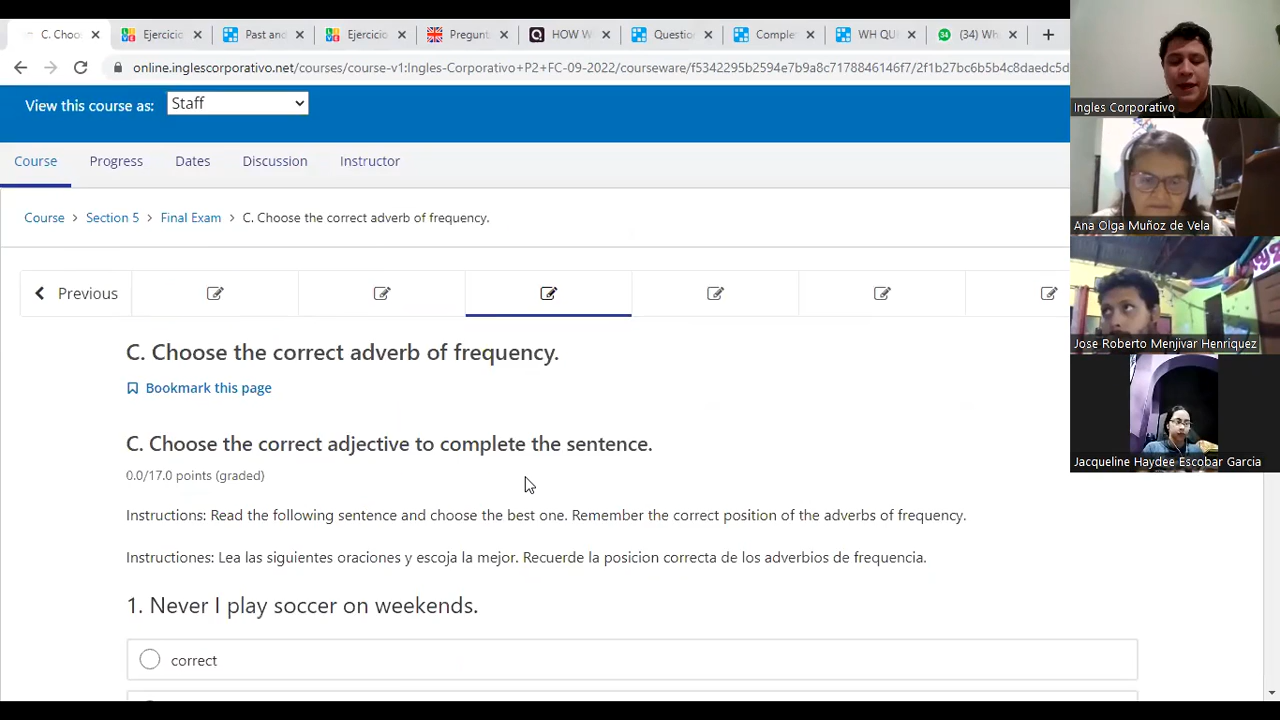 C. Choo
Ejercicio
Past and
Ejercicio
Pregun
HOW W
Questio
Comple
WH QU
(34) Wh
online.inglescorporativo.net/courses/course-v1:Ingles-Corporativo+P2+FC-09-2022/courseware/f5342295b2594e7b9a8c7178846146f7/2f1b27bc6b5b4c8daedc5d
View this course as:
Staff
Course
Progress
Dates
Discussion
Instructor
Course > Section 5 > Final Exam > C. Choose the correct adverb of frequency.
Previous
C. Choose the correct adverb of frequency.
Bookmark this page
C. Choose the correct adjective to complete the sentence.
0.0/17.0 points (graded)
Instructions: Read the following sentence and choose the best one. Remember the correct position of the adverbs of frequency.
Instructiones: Lea las siguientes oraciones y escoja la mejor. Recuerde la posicion correcta de los adverbios de frequencia.
1. Never I play soccer on weekends.
correct
Ingles Corporativo
Ana Olga Muñoz de Vela
Jose Roberto Menjivar Henriquez
Jacqueline Haydee Escobar Garcia